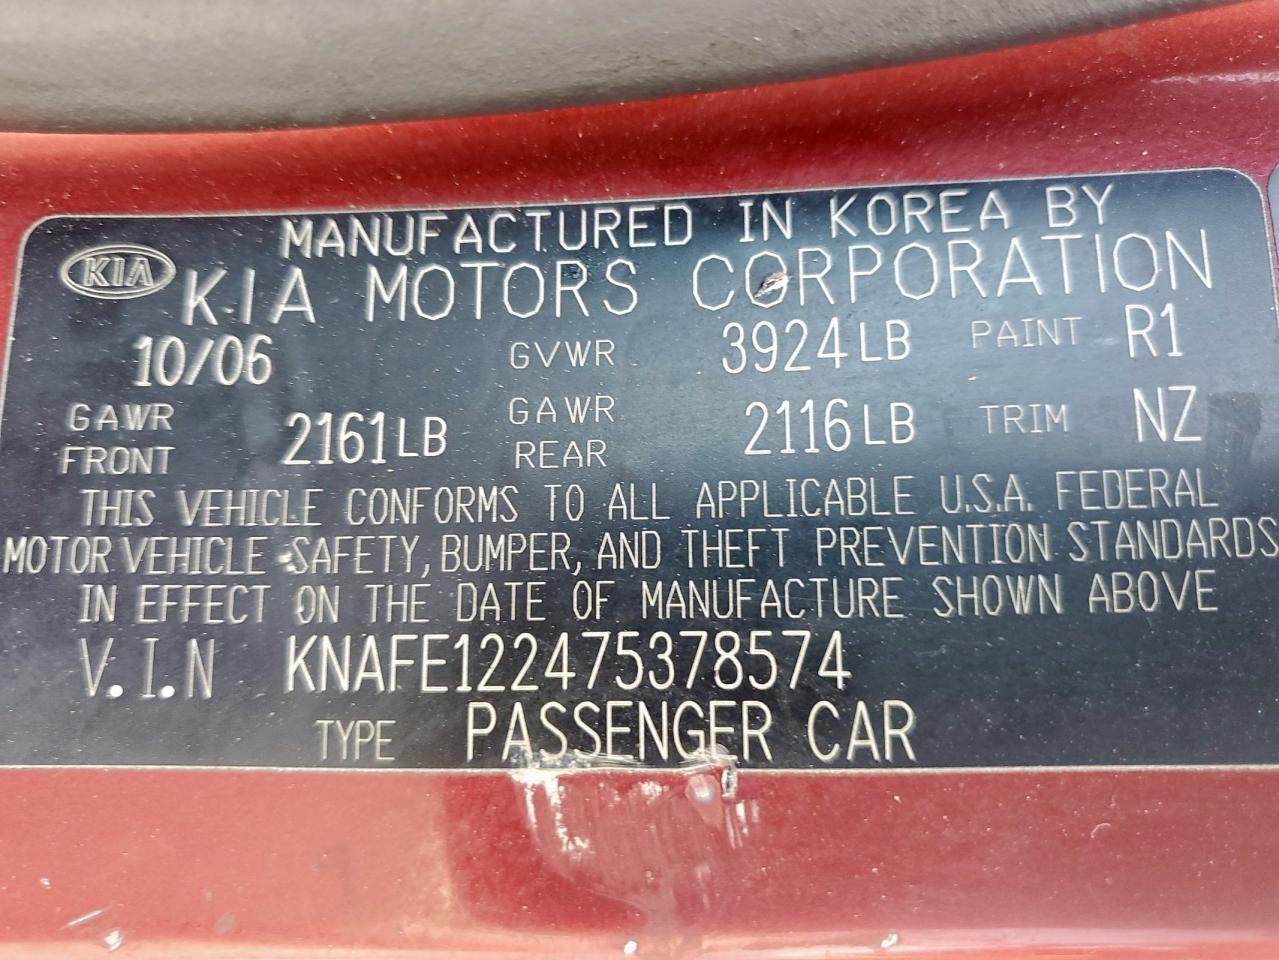 MANUFACTURED IN KOREA BY
KIA KIA MOTORS CORPORATION
10/06 GVWR 3924LB PAINT R1
GAWR FRONT 2161LB GAWR REAR 2116LB TRIM NZ
THIS VEHICLE CONFORMS TO ALL APPLICABLE U.S.A. FEDERAL
MOTOR VEHICLE SAFETY, BUMPER, AND THEFT PREVENTION STANDARDS
IN EFFECT ON THE DATE OF MANUFACTURE SHOWN ABOVE
V.I.N KNAFE122475378574
TYPE PASSENGER CAR